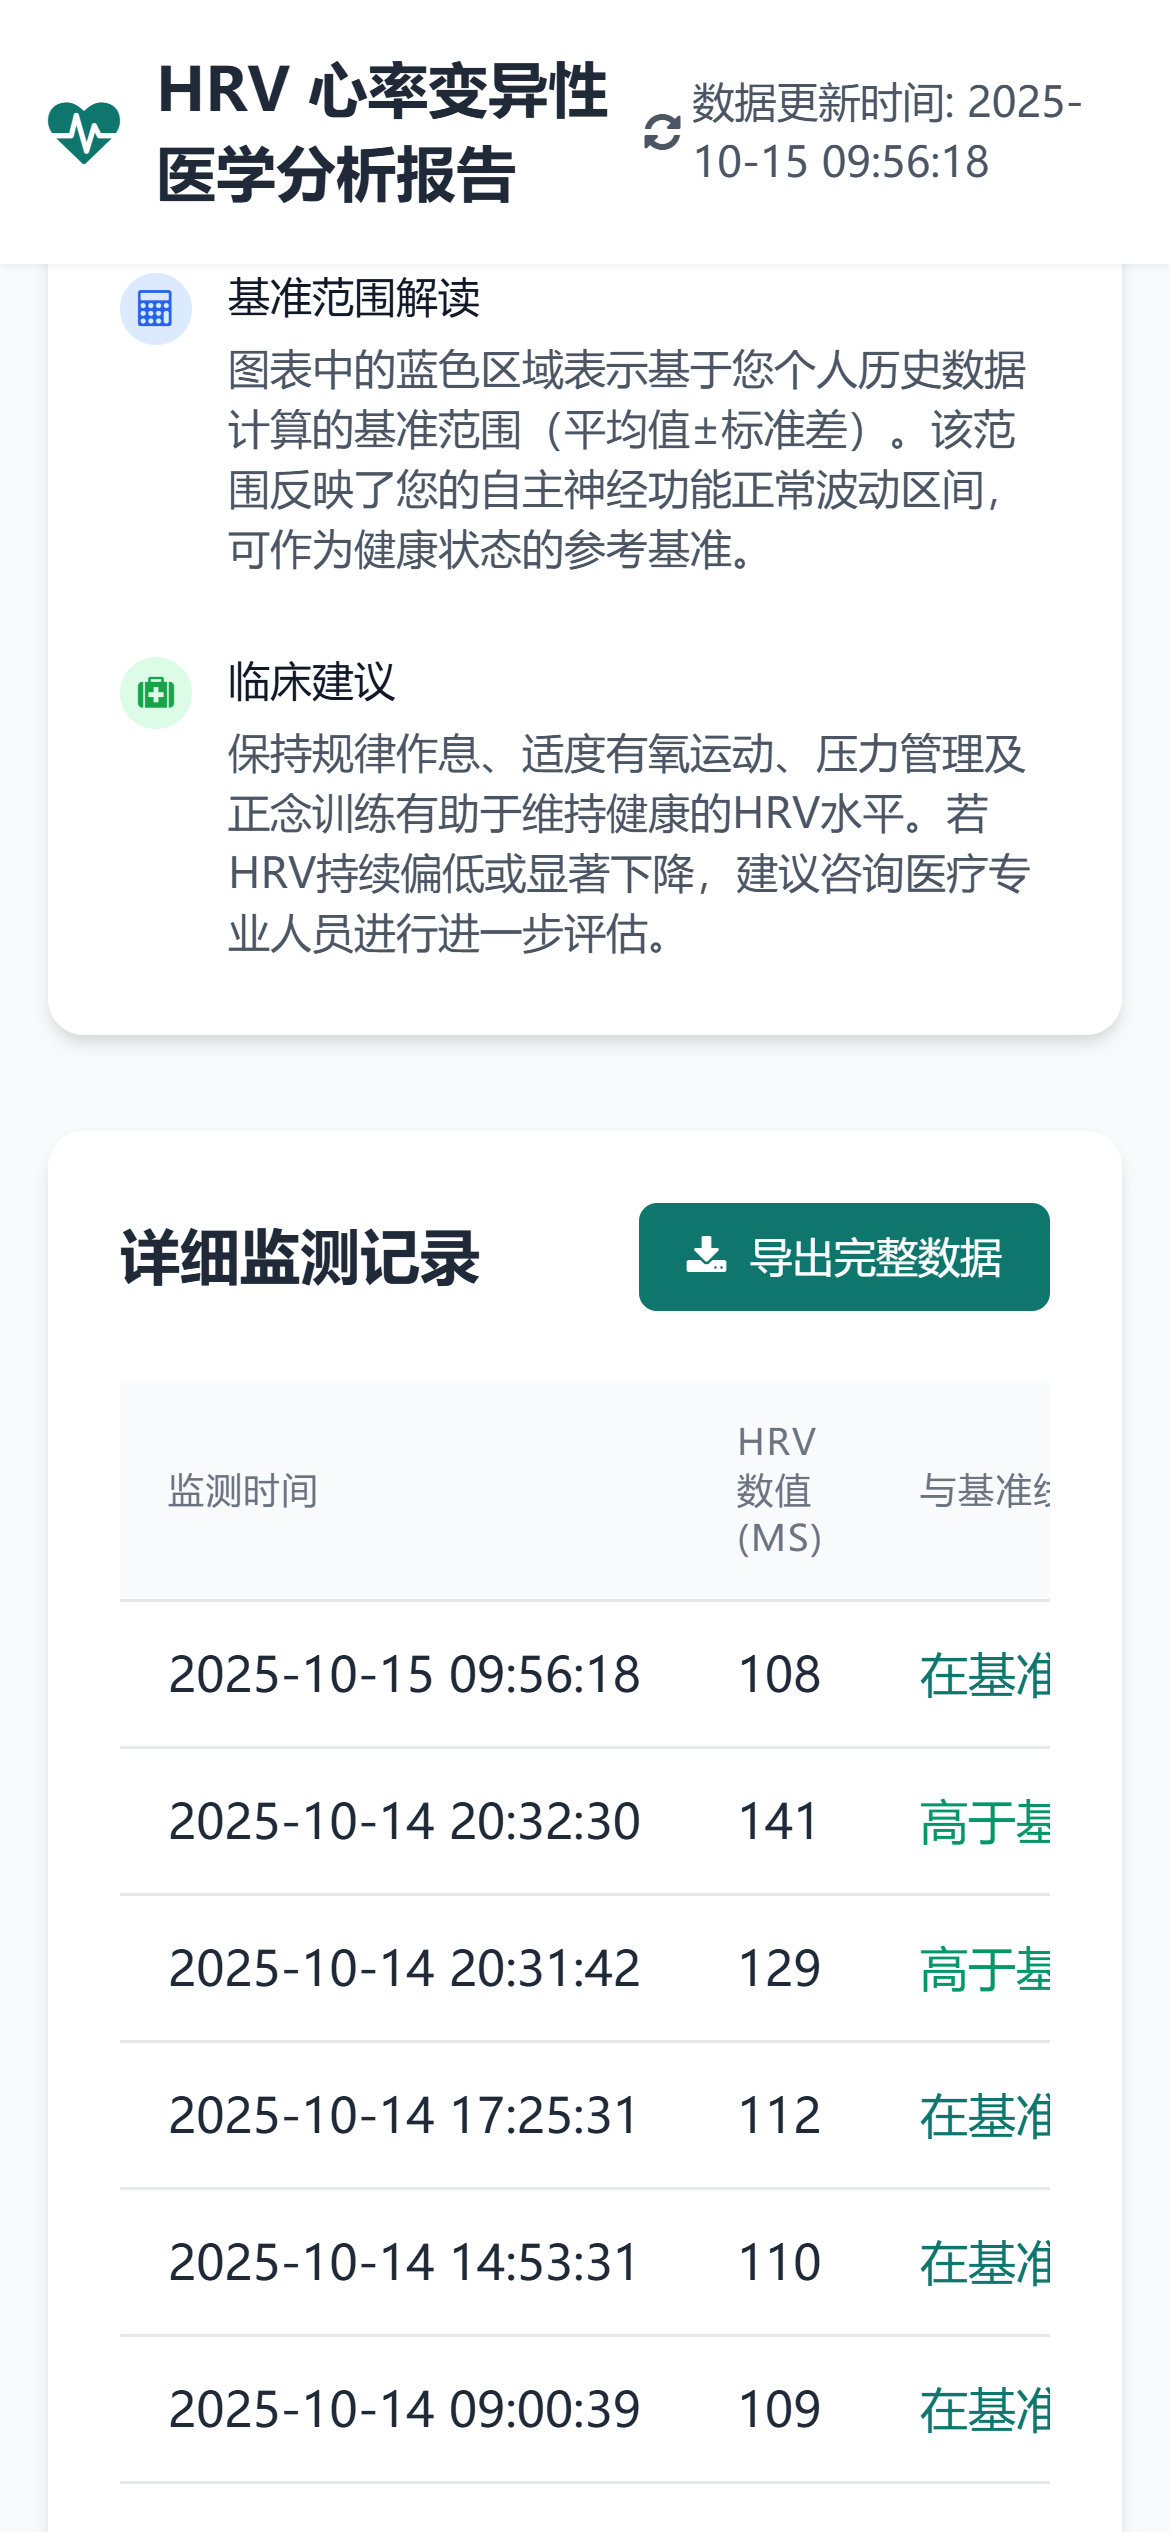 HRV 心率变异性
医学分析报告
数据更新时间: 2025-
10-15 09:56:18
基准范围解读
图表中的蓝色区域表示基于您个人历史数据
计算的基准范围（平均值±标准差）。该范
围反映了您的自主神经功能正常波动区间，
可作为健康状态的参考基准。
临床建议
保持规律作息、适度有氧运动、压力管理及
正念训练有助于维持健康的HRV水平。若
HRV持续偏低或显著下降，建议咨询医疗专
业人员进行进一步评估。
详细监测记录
导出完整数据
监测时间
HRV
数值
(MS)
与基准线
2025-10-15 09:56:18 108 在基准
2025-10-14 20:32:30 141 高于基
2025-10-14 20:31:42 129 高于基
2025-10-14 17:25:31 112 在基准
2025-10-14 14:53:31 110 在基准
2025-10-14 09:00:39 109 在基准